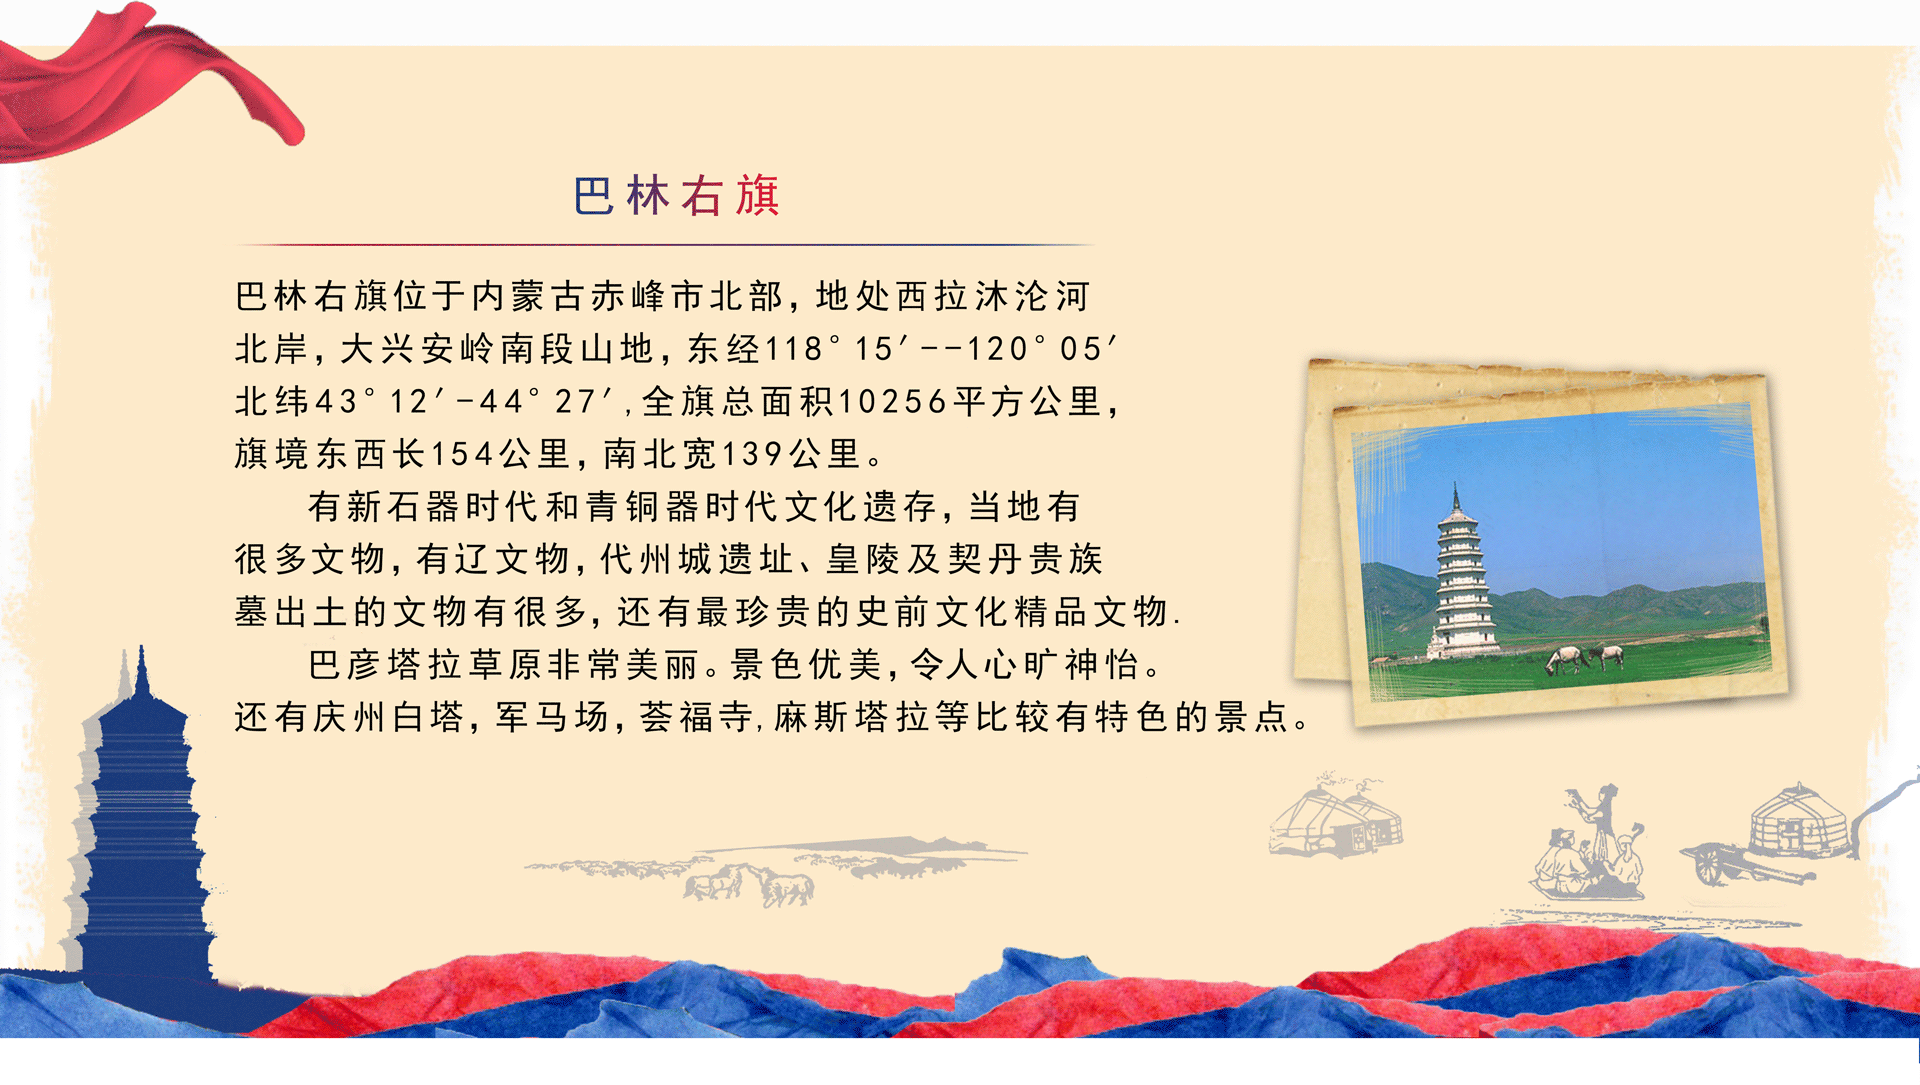 巴林右旗
巴林右旗位于内蒙古赤峰市北部，地处西拉沐沦河
北岸，大兴安岭南段山地，东经118°15′--120°05′
北纬43°12′-44°27′,全旗总面积10256平方公里，
旗境东西长154公里，南北宽139公里。
有新石器时代和青铜器时代文化遗存，当地有
很多文物，有辽文物，代州城遗址、皇陵及契丹贵族
墓出土的文物有很多，还有最珍贵的史前文化精品文物.
巴彦塔拉草原非常美丽。景色优美，令人心旷神怡。
还有庆州白塔，军马场，荟福寺,麻斯塔拉等比较有特色的景点。